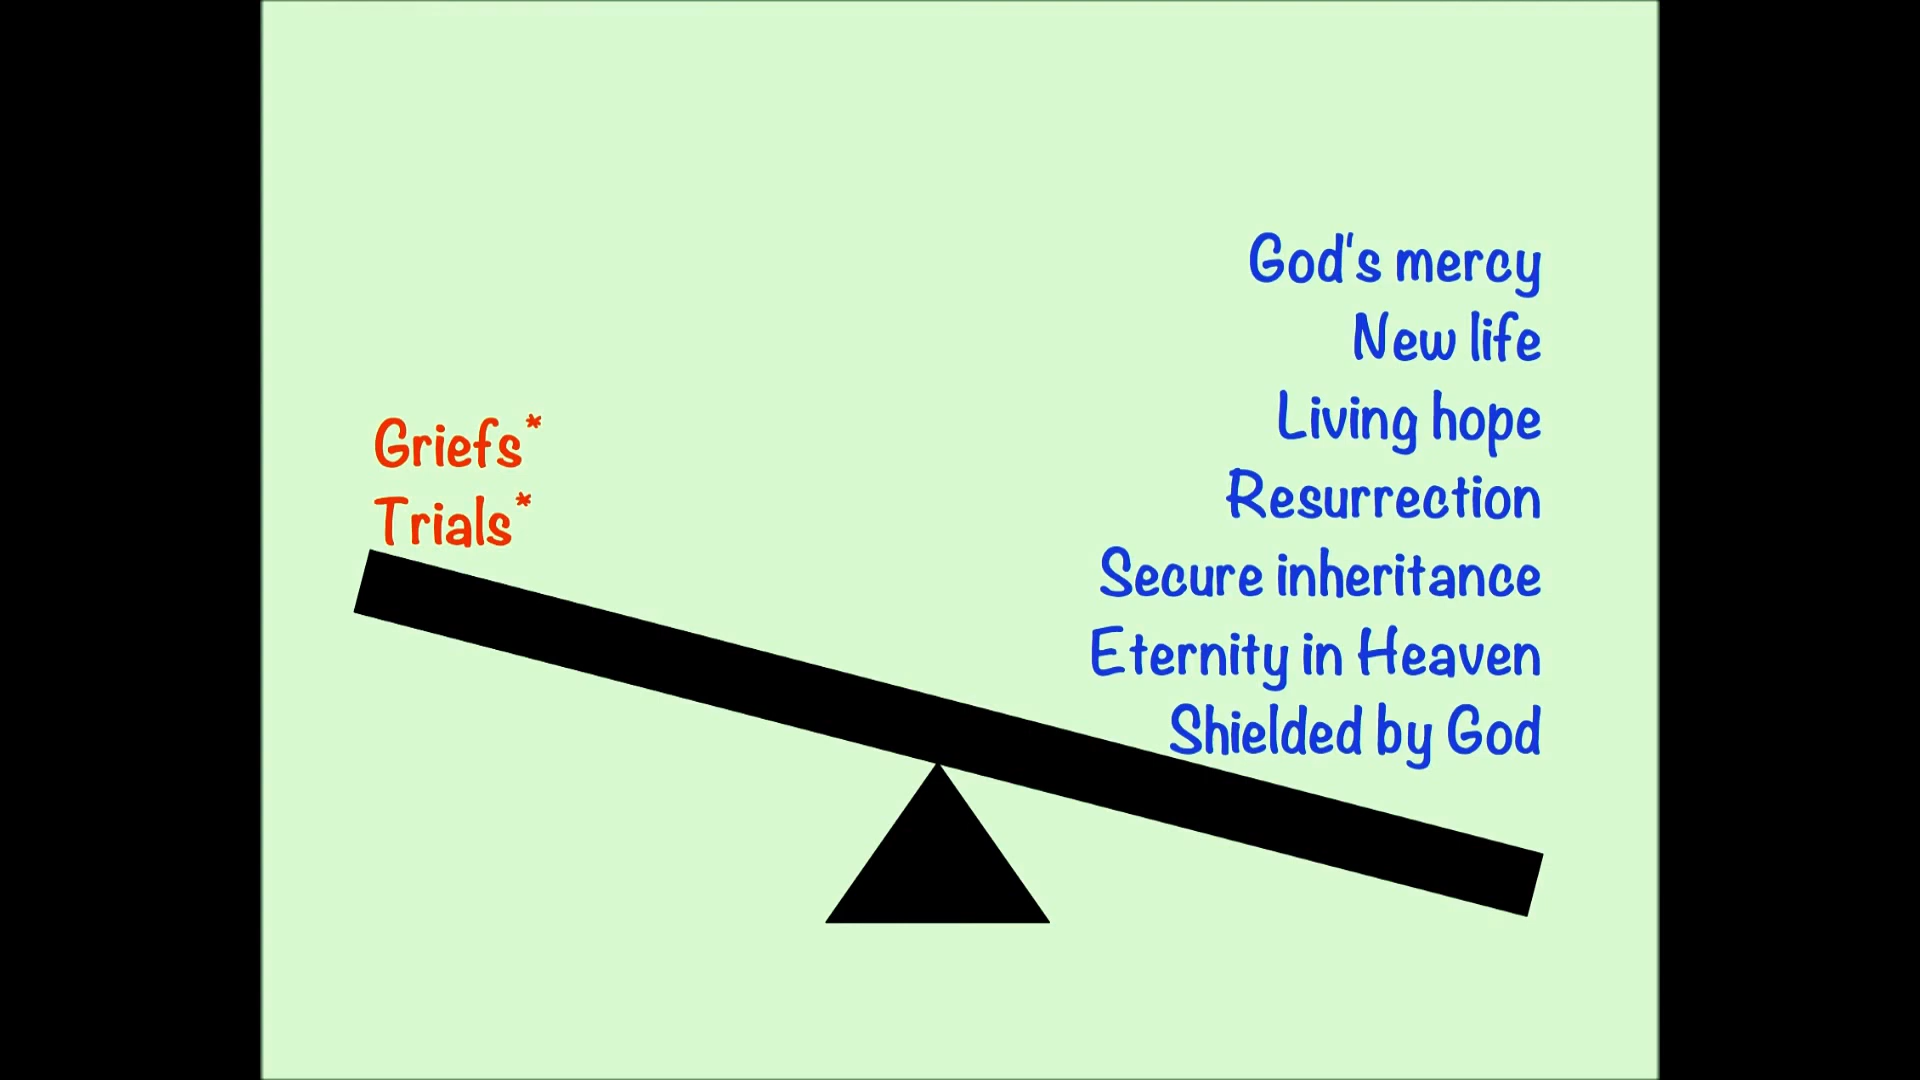 Griefs*
Trials*
God's mercy
New life
Living hope
Resurrection
Secure inheritance
Eternity in Heaven
Shielded by God